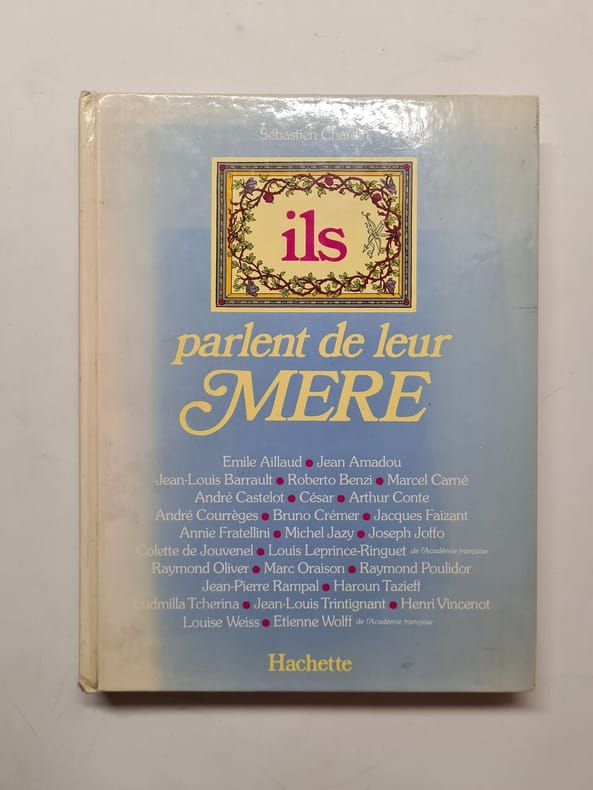 Sébastien Chardin
ils
parlent de leur
MERE
Emile Aillaud • Jean Amadou
Jean-Louis Barrault • Roberto Benzi • Marcel Carné
André Castelot • César • Arthur Conte
André Courrèges • Bruno Crémer • Jacques Faizant
Annie Fratellini • Michel Jazy • Joseph Joffo
Colette de Jouvenel • Louis Leprince-Ringuet de l'Académie française
Raymond Oliver • Marc Oraison • Raymond Poulidor
Jean-Pierre Rampal • Haroun Tazieff
Ludmilla Tcherina • Jean-Louis Trintignant • Henri Vincenot
Louise Weiss • Etienne Wolff de l'Académie française
Hachette